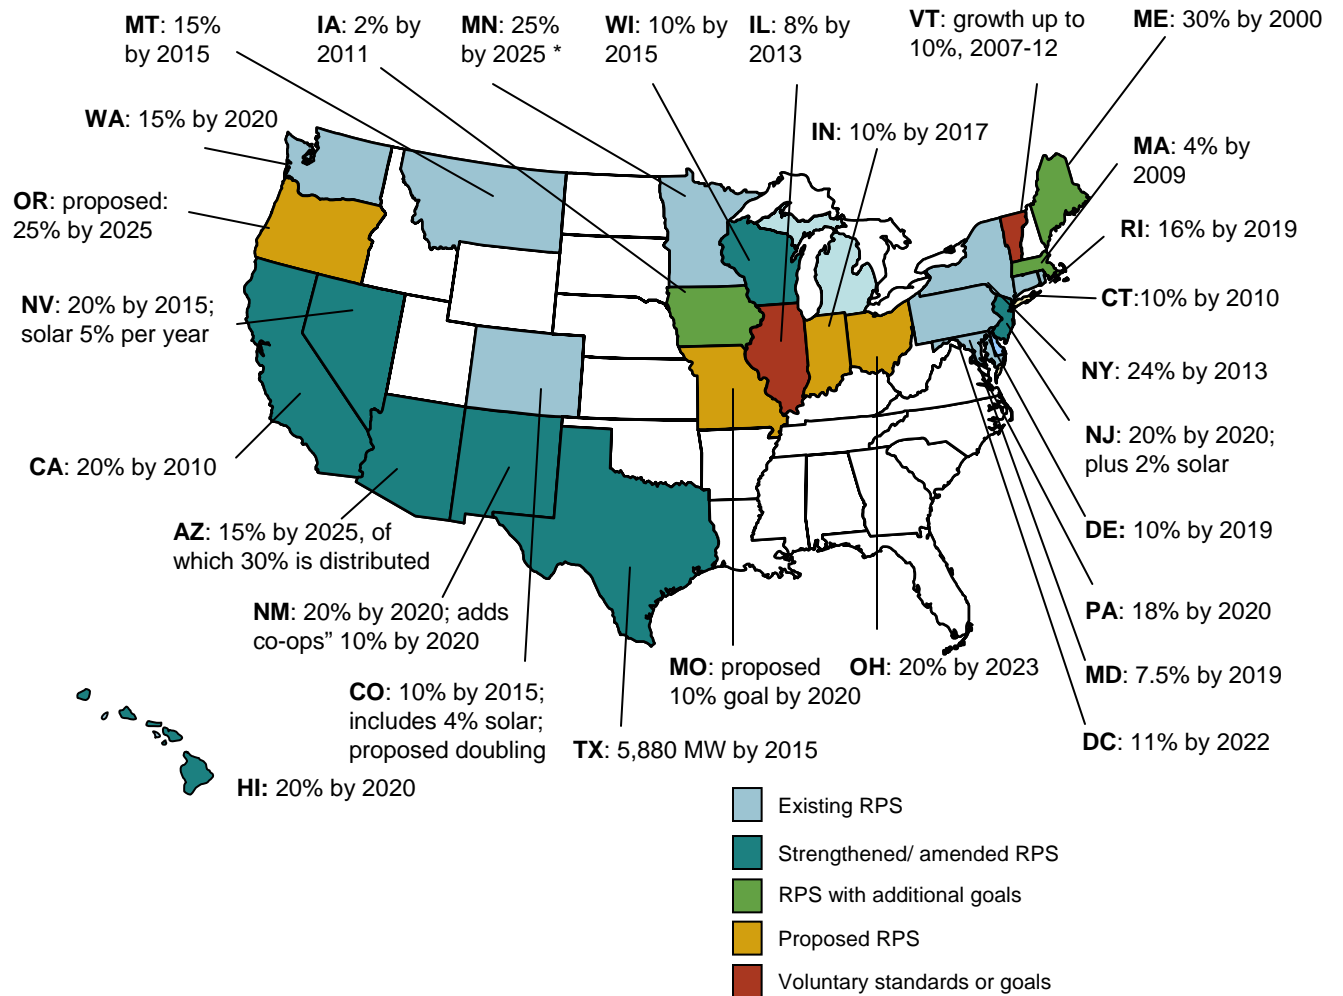 MT: 15%
by 2015
IA: 2% by
2011
MN: 25%
by 2025 *
WI: 10% by
2015
IL: 8% by
2013
VT: growth up to
10%, 2007-12
ME: 30% by 2000
WA: 15% by 2020
IN: 10% by 2017
MA: 4% by
2009
OR: proposed:
25% by 2025
RI: 16% by 2019
NV: 20% by 2015;
solar 5% per year
CT:10% by 2010
NY: 24% by 2013
CA: 20% by 2010
NJ: 20% by 2020;
plus 2% solar
AZ: 15% by 2025, of
which 30% is distributed
DE: 10% by 2019
NM: 20% by 2020; adds
co-ops” 10% by 2020
PA: 18% by 2020
MO: proposed
10% goal by 2020
OH: 20% by 2023
MD: 7.5% by 2019
CO: 10% by 2015;
includes 4% solar;
proposed doubling
TX: 5,880 MW by 2015
DC: 11% by 2022
HI: 20% by 2020
Existing RPS
Strengthened/ amended RPS
RPS with additional goals
Proposed RPS
Voluntary standards or goals